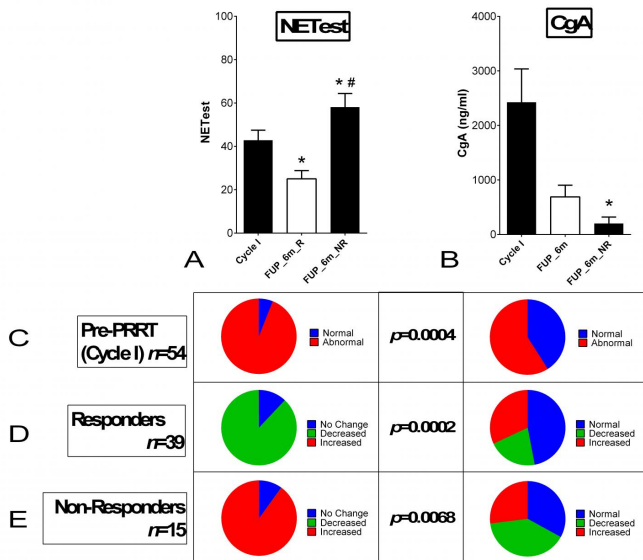 NETest
CgA
100
80
60
40
20
0
NETest
* #
*
Cycle I
FUP_6m_R
FUP_6m_NR
A
4000
3000
2000
1000
0
CgA (ng/ml)
*
Cycle I
FUP_6m
FUP_6m_NR
B
C
Pre-PRRT
(Cycle I) n=54
Normal
Abnormal
p=0.0004
Normal
Abnormal
D
Responders
n=39
No Change
Decreased
Increased
p=0.0002
Normal
Decreased
Increased
E
Non-Responders
n=15
No Change
Decreased
Increased
p=0.0068
Normal
Decreased
Increased